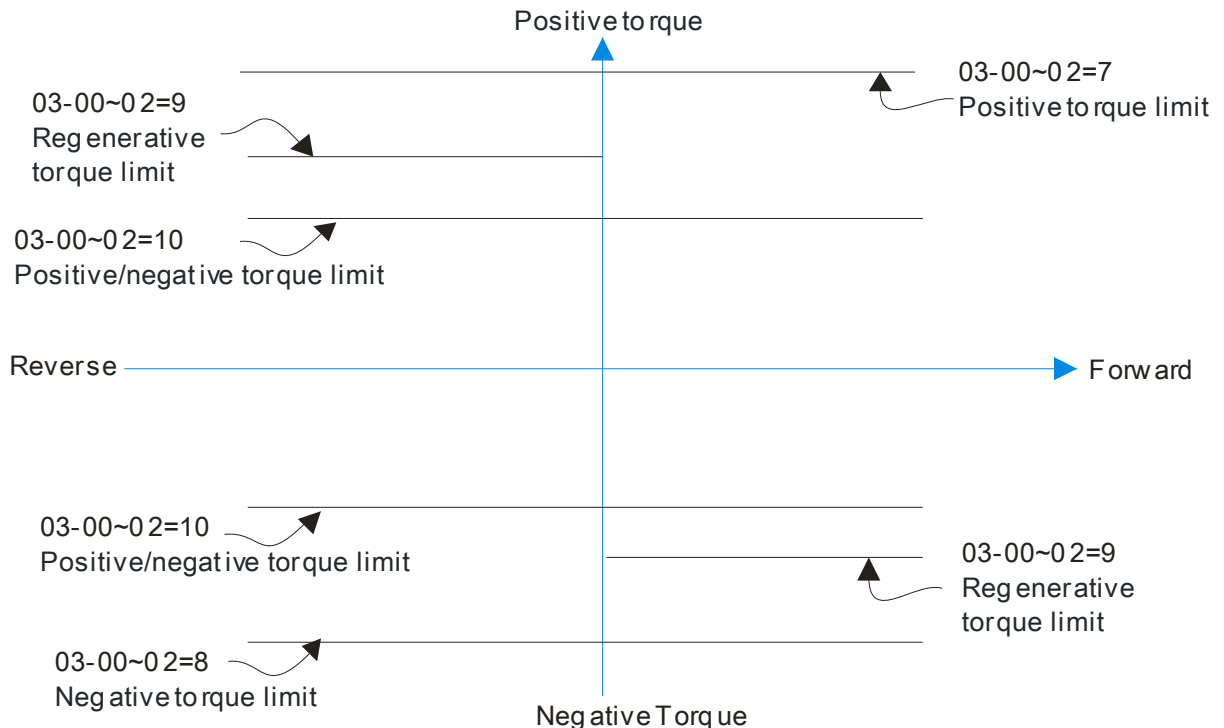 Positive torque
03-00~02=7
Positive torque limit
03-00~02=9
Regenerative
torque limit
03-00~02=10
Positive/negative torque limit
Reverse
Forward
03-00~02=10
Positive/negative torque limit
03-00~02=9
Regenerative
torque limit
03-00~02=8
Negative torque limit
Negative Torque